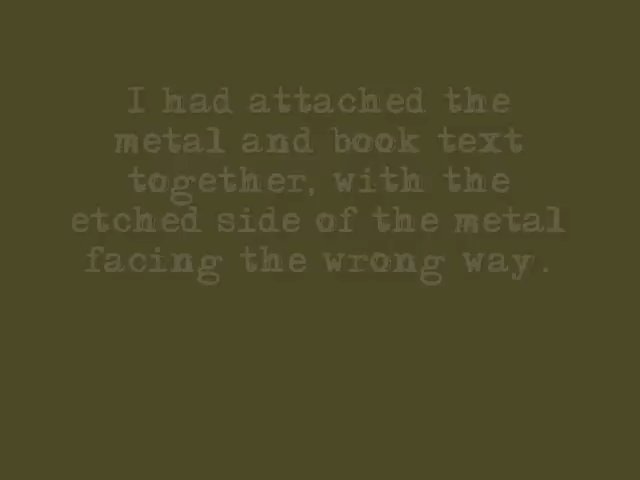 I had attached the
metal and book text
together, with the
etched side of the metal
facing the wrong way.